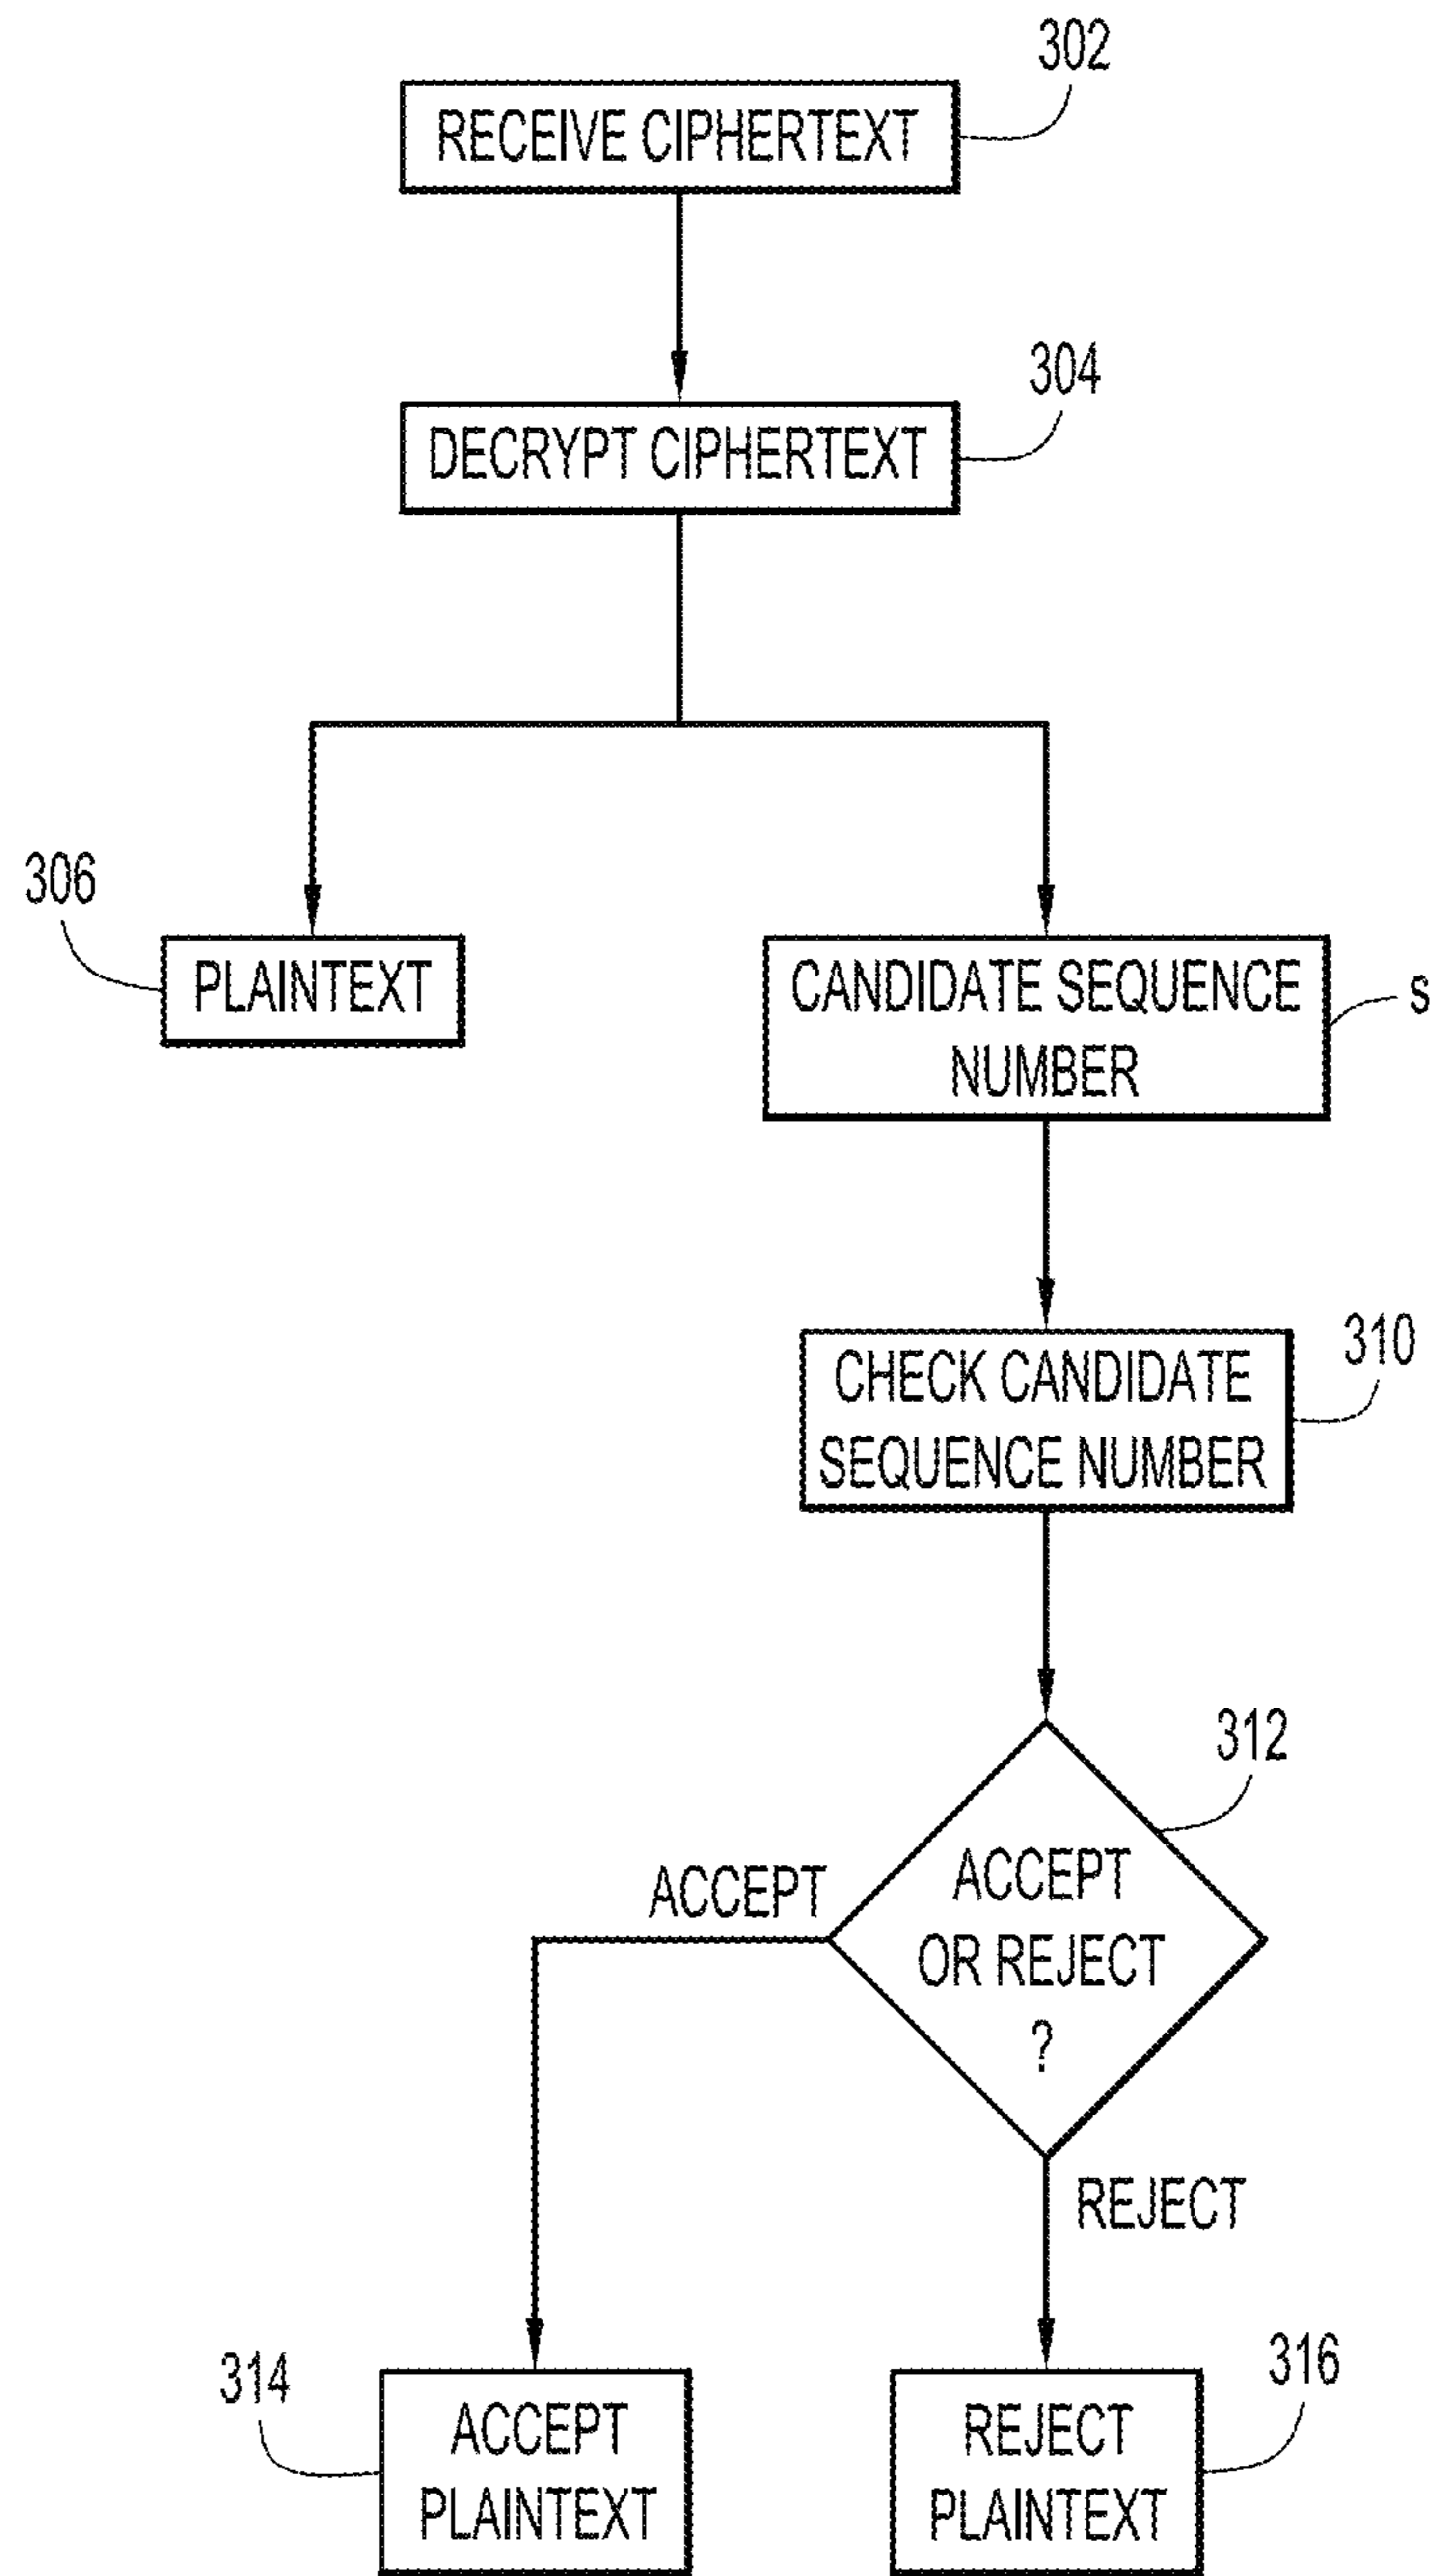 302
RECEIVE CIPHERTEXT
304
DECRYPT CIPHERTEXT
306
PLAINTEXT
CANDIDATE SEQUENCE
NUMBER
s
310
CHECK CANDIDATE
SEQUENCE NUMBER
312
ACCEPT
ACCEPT
OR REJECT
?
REJECT
314
ACCEPT
PLAINTEXT
316
REJECT
PLAINTEXT